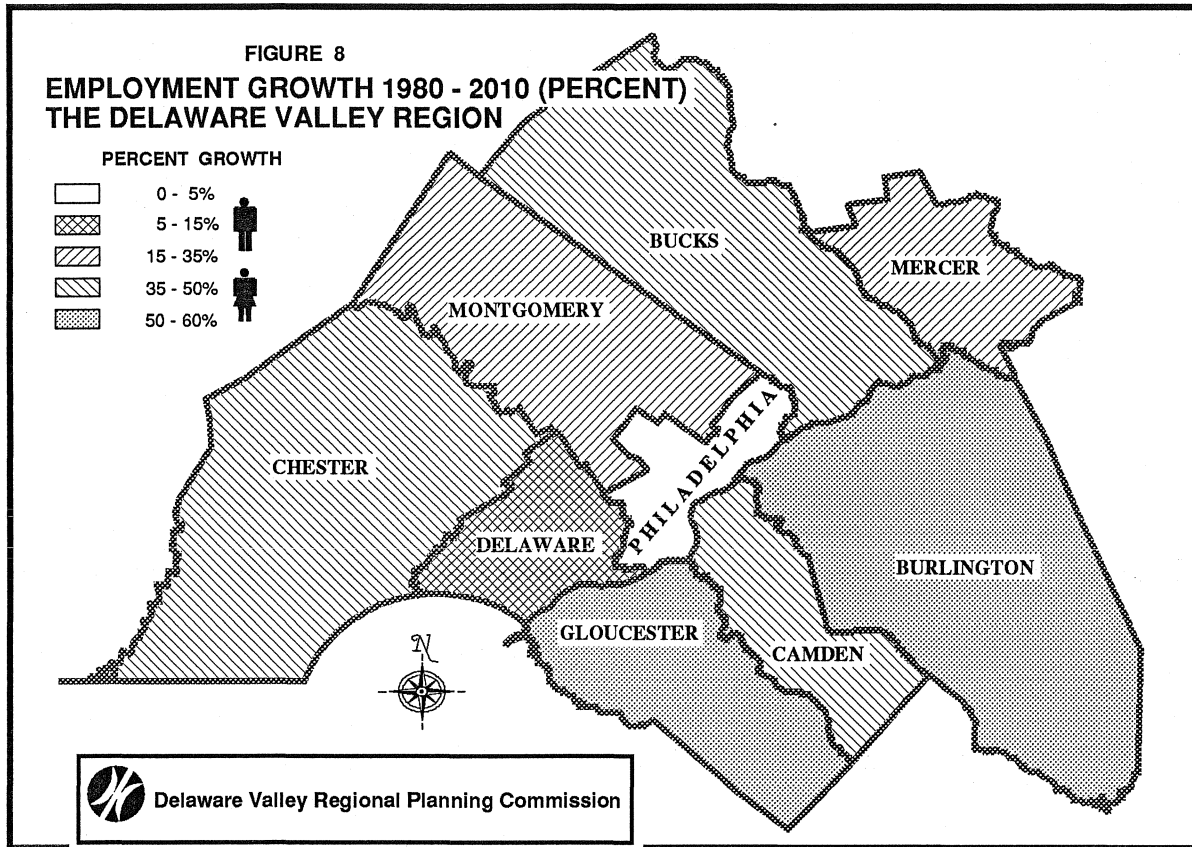 FIGURE 8
EMPLOYMENT GROWTH 1980 - 2010 (PERCENT)
THE DELAWARE VALLEY REGION
PERCENT GROWTH
0 - 5%
5 - 15%
15 - 35%
35 - 50%
50 - 60%
BUCKS
MERCER
MONTGOMERY
PHILADELPHIA
CHESTER
DELAWARE
BURLINGTON
GLOUCESTER
CAMDEN
N
Delaware Valley Regional Planning Commission